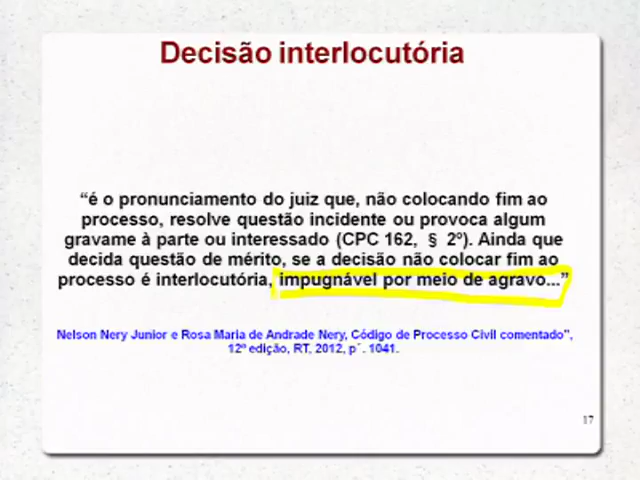 Decisão interlocutória
“é o pronunciamento do juiz que, não colocando fim ao
processo, resolve questão incidente ou provoca algum
gravame à parte ou interessado (CPC 162, § 2º). Ainda que
decida questão de mérito, se a decisão não colocar fim ao
processo é interlocutória, impugnável por meio de agravo...”
Nelson Nery Junior e Rosa Maria de Andrade Nery, Código de Processo Civil comentado”,
12ª edição, RT, 2012, p´. 1041.
17